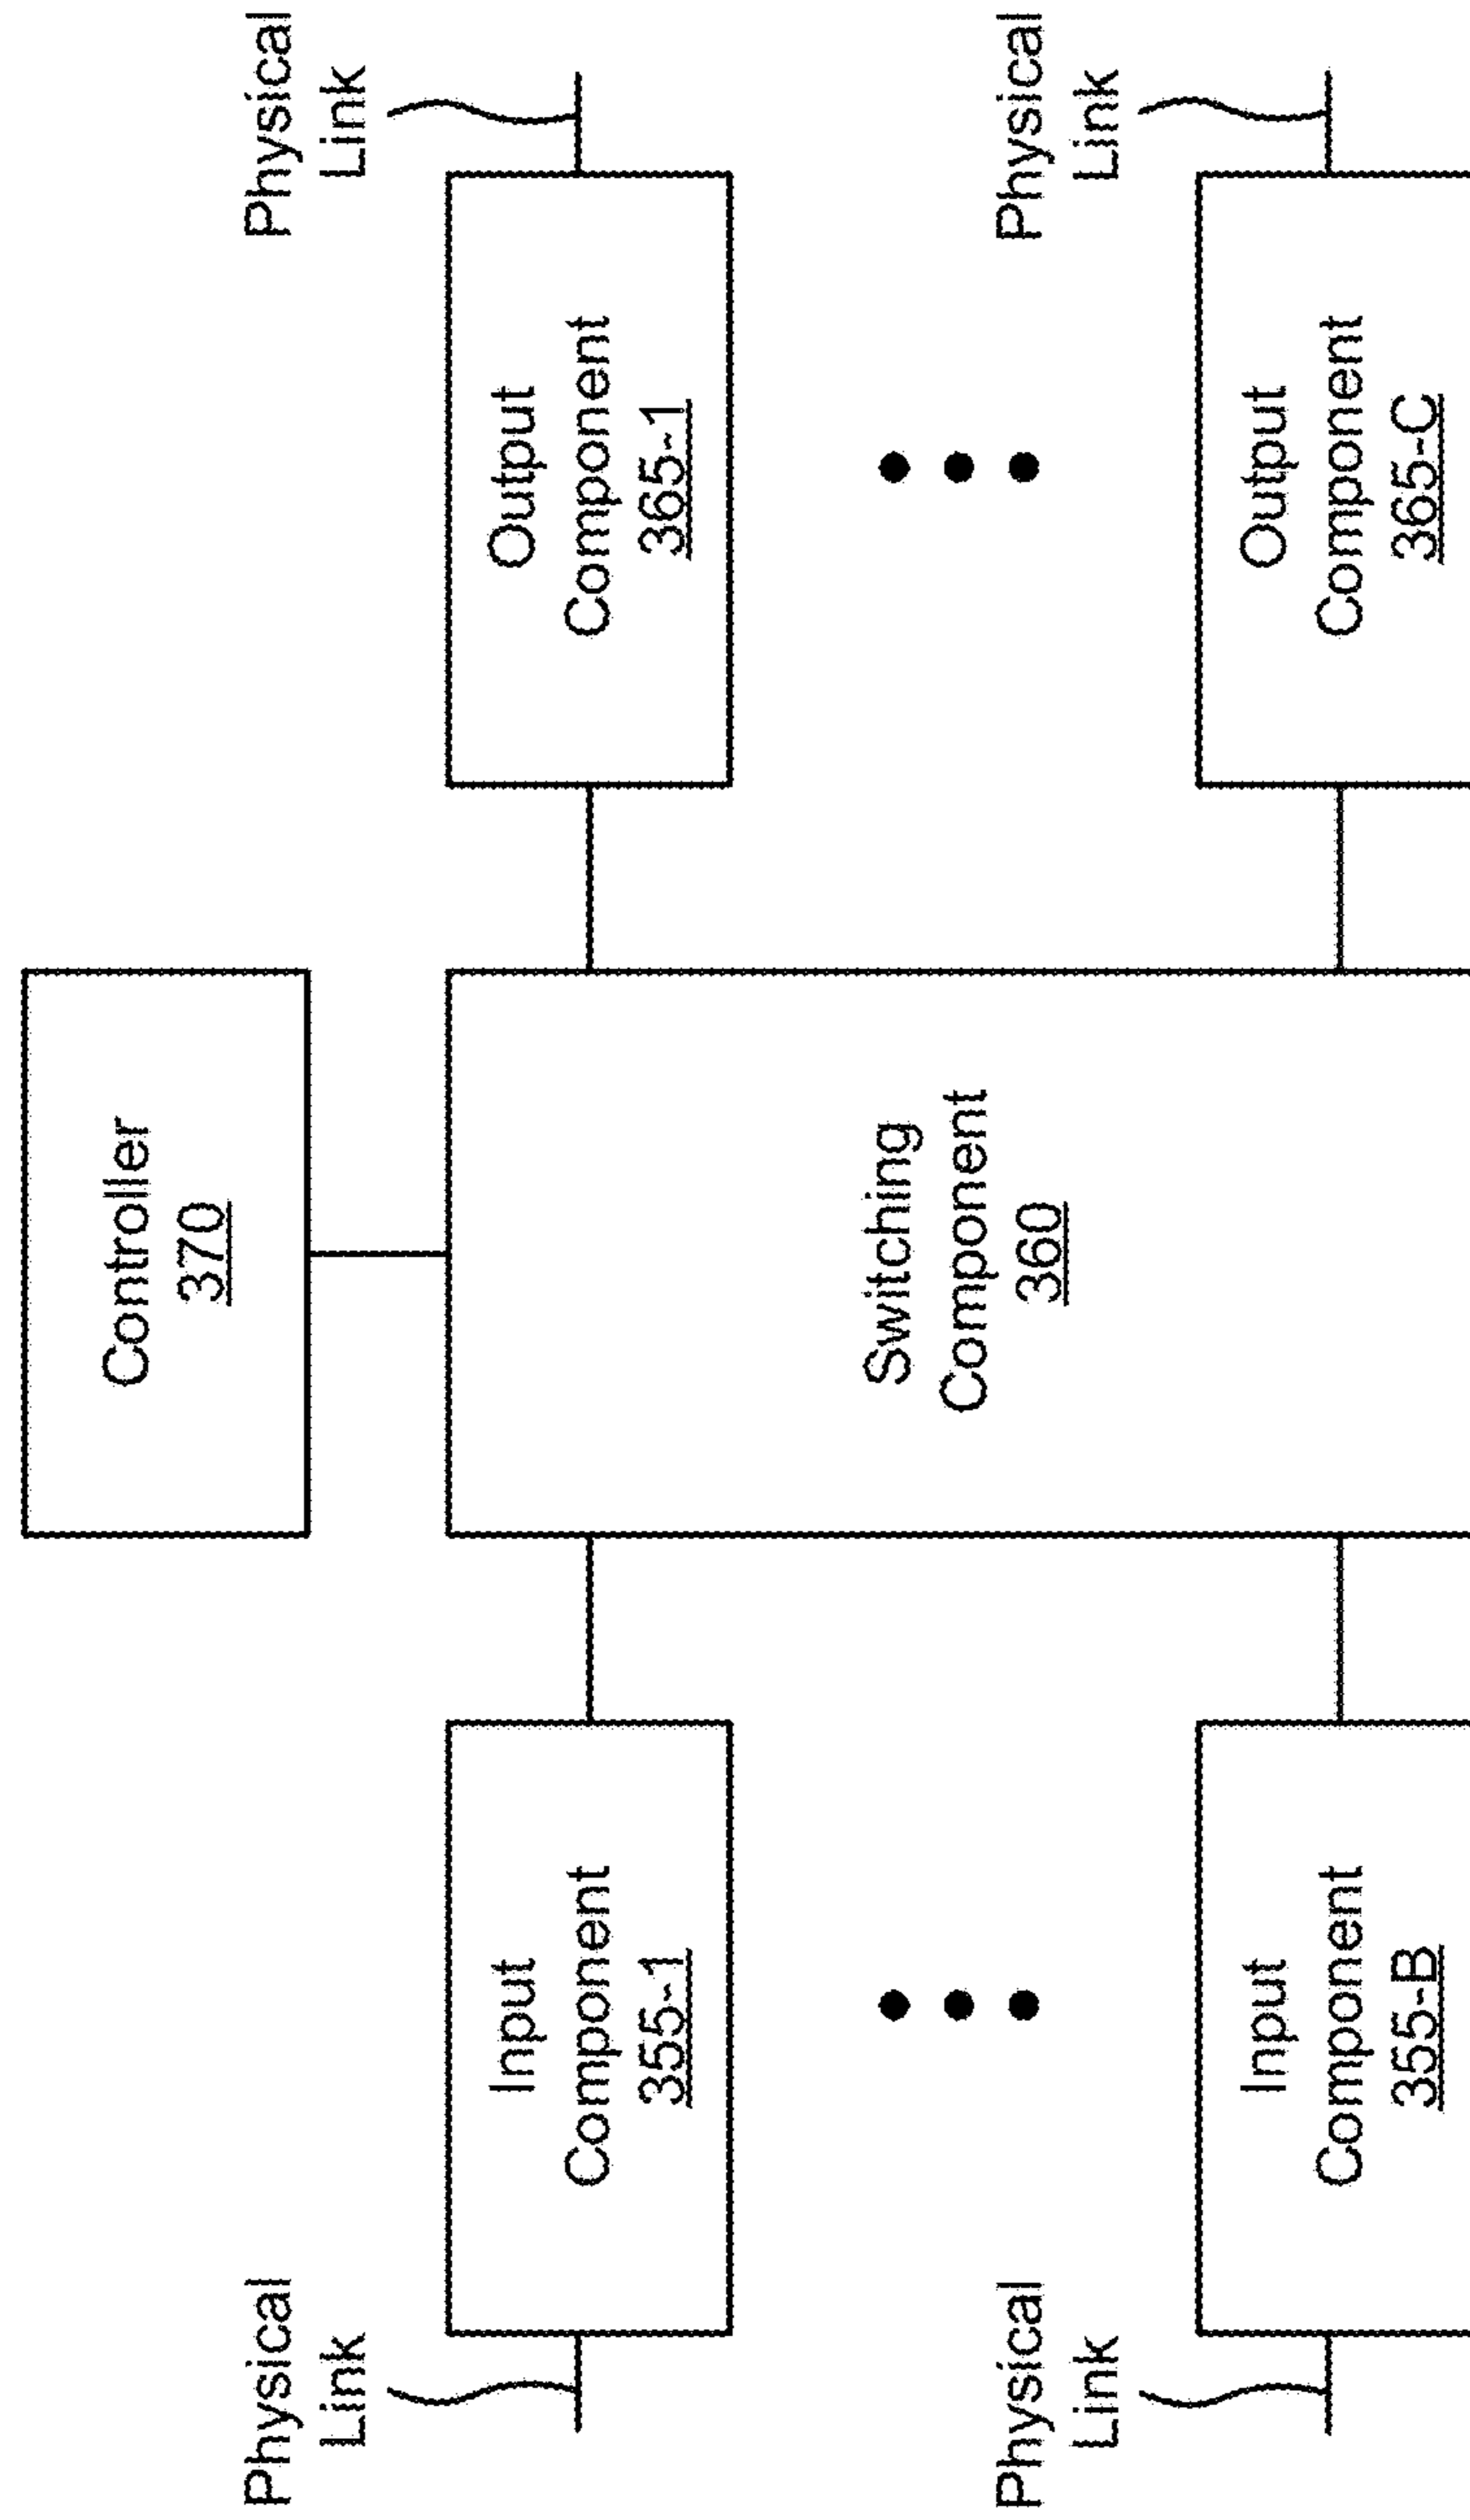 Controller
370
Physical
Link
Input
Component
355-1
Switching
Component
360
Output
Component
365-1
Physical
Link
Physical
Link
Input
Component
355-B
Output
Component
365-C
Physical
Link